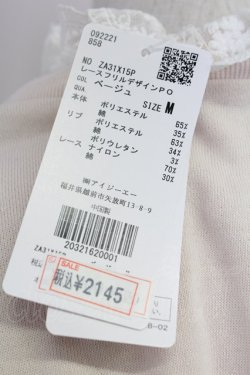 092221
858
NO ZA31X15P
レースフリルデザインPO
COL ベージュ
QUA. SIZE M
本体 ポリエステル 65%
綿 35%
リブ ポリエステル 63%
綿 34%
ポリウレタン 3%
レース ナイロン 70%
綿 30%
㈱アイジーエー
福井県越前市矢放町13-8-9
中国製
20321620001
ZA31
SALE
税込¥2145
8-02